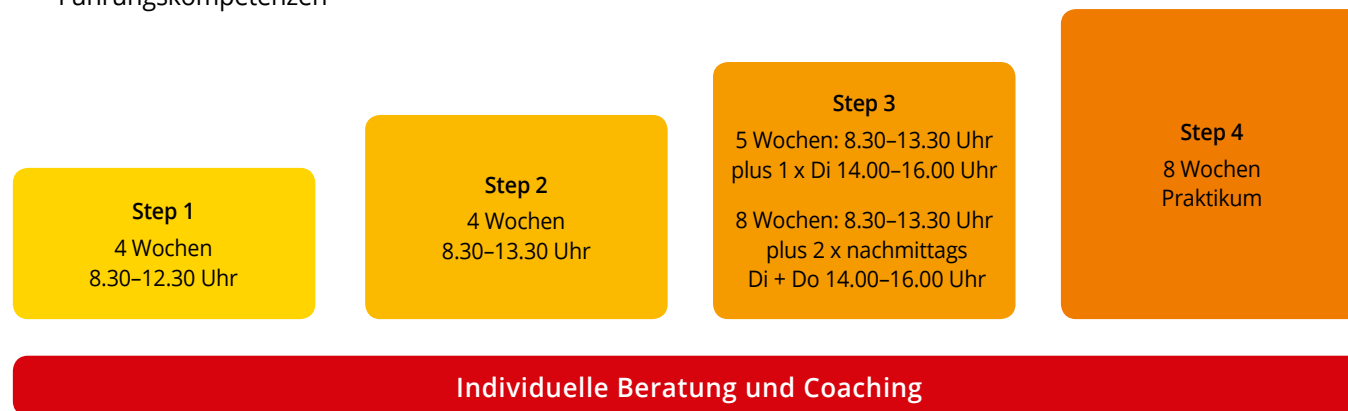 Führungskompetenzen
Step 1
4 Wochen
8.30–12.30 Uhr
Step 2
4 Wochen
8.30–13.30 Uhr
Step 3
5 Wochen: 8.30–13.30 Uhr
plus 1 x Di 14.00–16.00 Uhr
8 Wochen: 8.30–13.30 Uhr
plus 2 x nachmittags
Di + Do 14.00–16.00 Uhr
Step 4
8 Wochen
Praktikum
Individuelle Beratung und Coaching